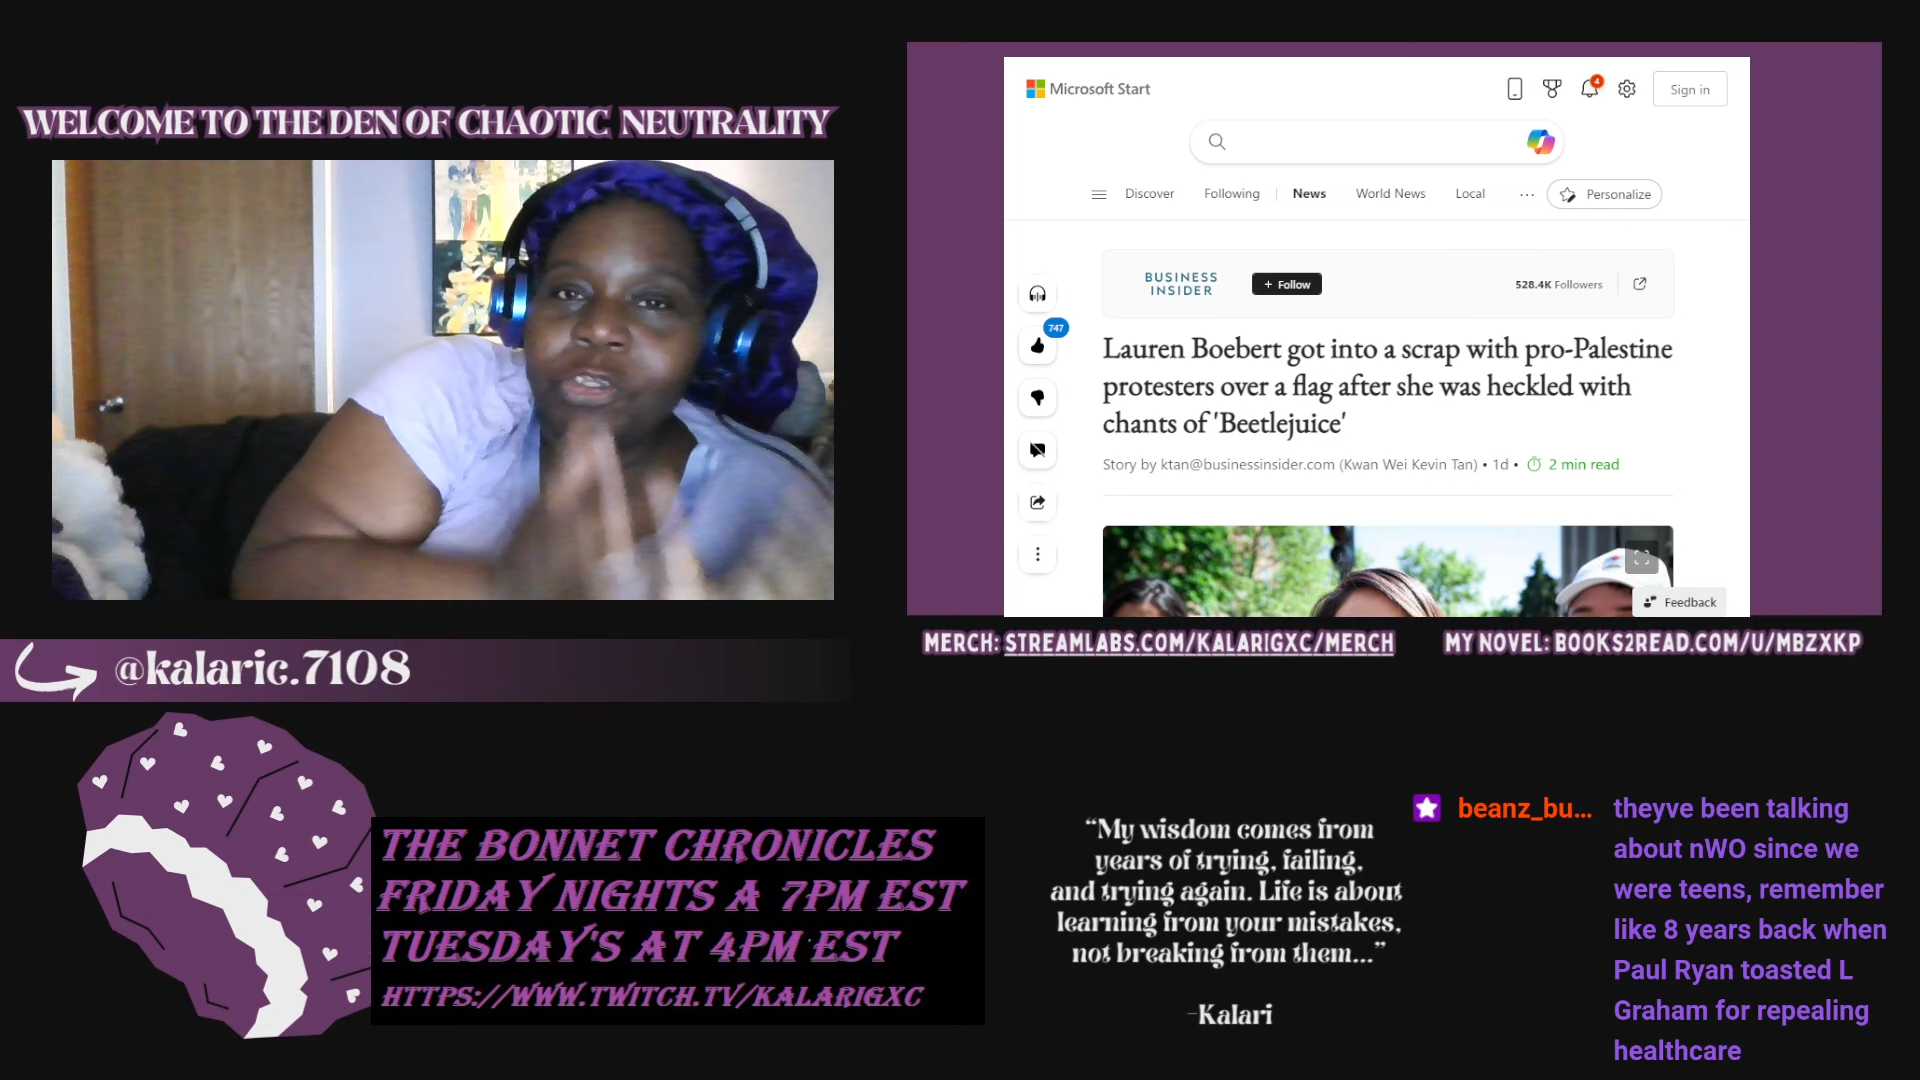 WELCOME TO THE DEN OF CHAOTIC NEUTRALITY
@kalaric.7108
THE BONNET CHRONICLES
FRIDAY NIGHTS A 7PM EST
TUESDAY'S AT 4PM EST
HTTPS://WWW.TWITCH.TV/KALARIGXC
Microsoft Start
4
Sign in
Discover
Following
News
World News
Local
Personalize
BUSINESS
INSIDER
+ Follow
528.4K Followers
747
Lauren Boebert got into a scrap with pro-Palestine
protesters over a flag after she was heckled with
chants of 'Beetlejuice'
Story by ktan@businessinsider.com (Kwan Wei Kevin Tan) • 1d • 2 min read
Feedback
MERCH: STREAMLABS.COM/KALARIGXC/MERCH
MY NOVEL: BOOKS2READ.COM/U/MBZXKP
“My wisdom comes from
years of trying, failing,
and trying again. Life is about
learning from your mistakes,
not breaking from them...”
-Kalari
beanz_bu... theyve been talking
about nWO since we
were teens, remember
like 8 years back when
Paul Ryan toasted L
Graham for repealing
healthcare